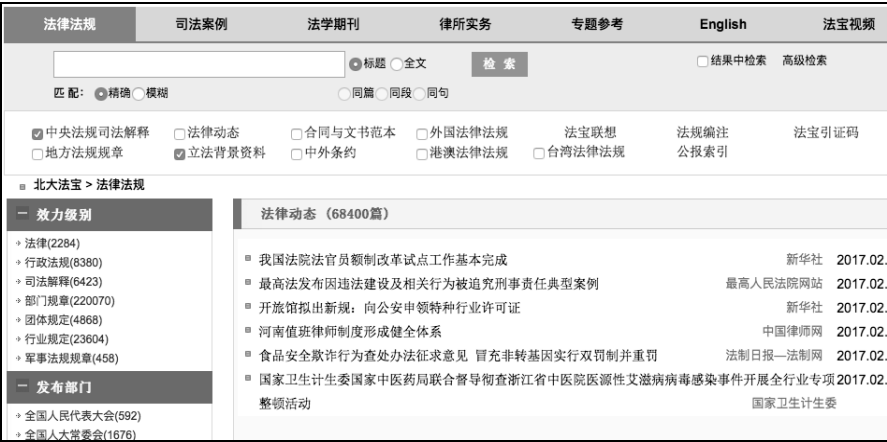 法律法规 司法案例 法学期刊 律所实务 专题参考 English 法宝视频
标题 全文 检 索 结果中检索 高级检索
匹 配： 精确 模糊 同篇 同段 同句
中央法规司法解释 法律动态 合同与文书范本 外国法律法规 法宝联想 法规编注 法宝引证码
地方法规规章 立法背景资料 中外条约 港澳法律法规 台湾法律法规 公报索引
北大法宝 > 法律法规
效力级别
法律(2284)
行政法规(8380)
司法解释(6423)
部门规章(220070)
团体规定(4868)
行业规定(23604)
军事法规规章(458)
发布部门
全国人民代表大会(592)
全国人大常委会(1676)
法律动态（68400篇）
我国法院法官员额制改革试点工作基本完成 新华社 2017.02.
最高法发布因违法建设及相关行为被追究刑事责任典型案例 最高人民法院网站 2017.02.
开旅馆拟出新规：向公安申领特种行业许可证 新华社 2017.02.
河南值班律师制度形成健全体系 中国律师网 2017.02.
食品安全欺诈行为查处办法征求意见 冒充非转基因实行双罚制并重罚 法制日报—法制网 2017.02.
国家卫生计生委国家中医药局联合督导彻查浙江省中医院医源性艾滋病病毒感染事件开展全行业专项 2017.02.
整顿活动 国家卫生计生委